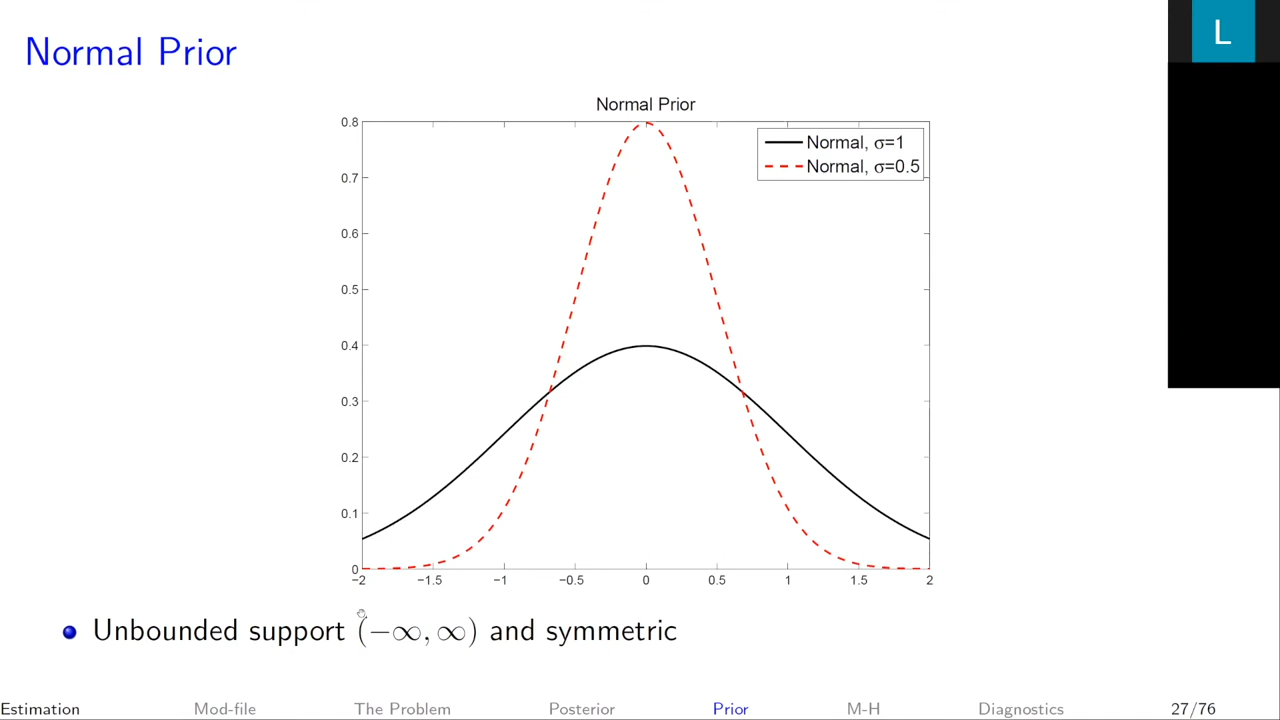 Normal Prior
L
Normal Prior
Normal, σ=1
Normal, σ=0.5
0.8
0.7
0.6
0.5
0.4
0.3
0.2
0.1
0
−2 −1.5 −1 −0.5 0 0.5 1 1.5 2
Unbounded support (−∞, ∞) and symmetric
Estimation Mod-file The Problem Posterior Prior M-H Diagnostics 27/76